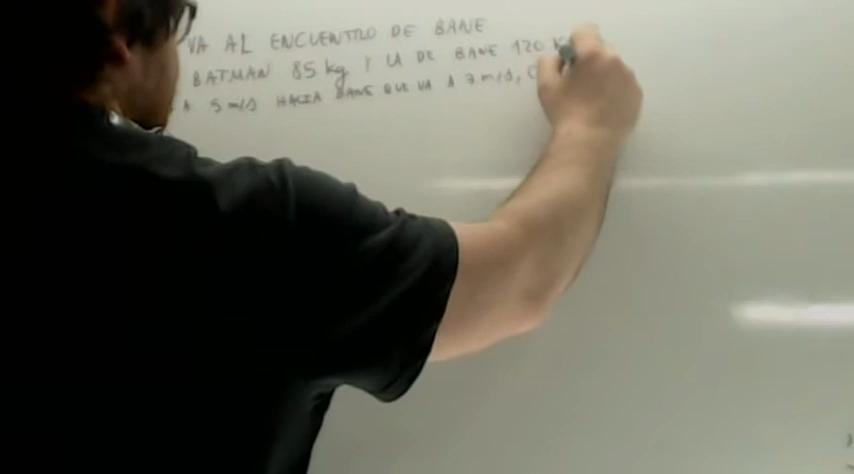 VA AL ENCUENTRO DE BANE
BATMAN 85 kg Y LA DE BANE 120
A 5 m/s HACIA BANE QUE VA A 7 m/s,